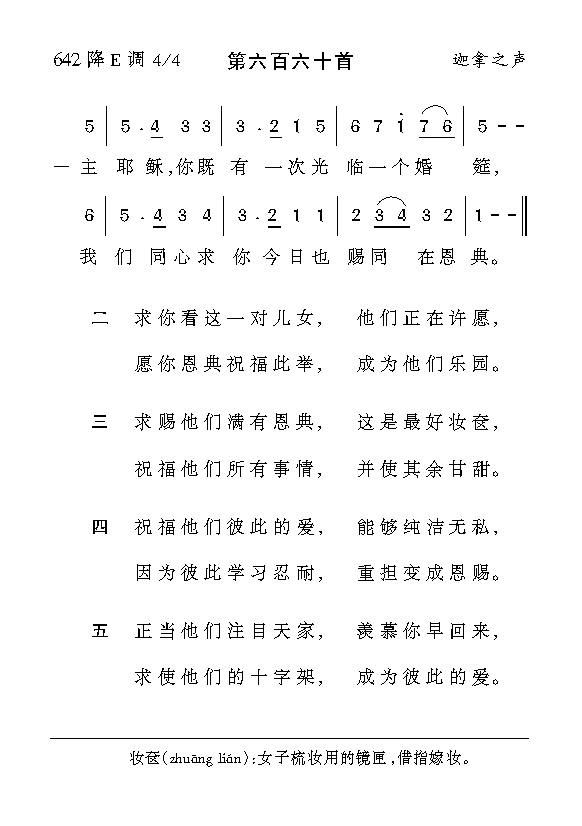 642 降 E 调 4/4 第六百六十首 迦拿之声
5 | 5 . 4 3 3 | 3 . 2 1 5 | 6 7 i 7 6 | 5 - -
一 主 耶 稣,你既 有 一次光 临一个婚 筵,
6 | 5 . 4 3 4 | 3 . 2 1 1 | 2 3 4 3 2 | 1 - - ‖
我 们 同心求 你 今日也 赐同 在恩 典。
二 求你看这一对儿女, 他们正在许愿,
愿你恩典祝福此举, 成为他们乐园。
三 求赐他们满有恩典, 这是最好妆奁,
祝福他们所有事情, 并使其余甘甜。
四 祝福他们彼此的爱, 能够纯洁无私,
因为彼此学习忍耐, 重担变成恩赐。
五 正当他们注目天家, 羡慕你早回来,
求使他们的十字架, 成为彼此的爱。
妆奁(zhuāng lián):女子梳妆用的镜匣,借指嫁妆。